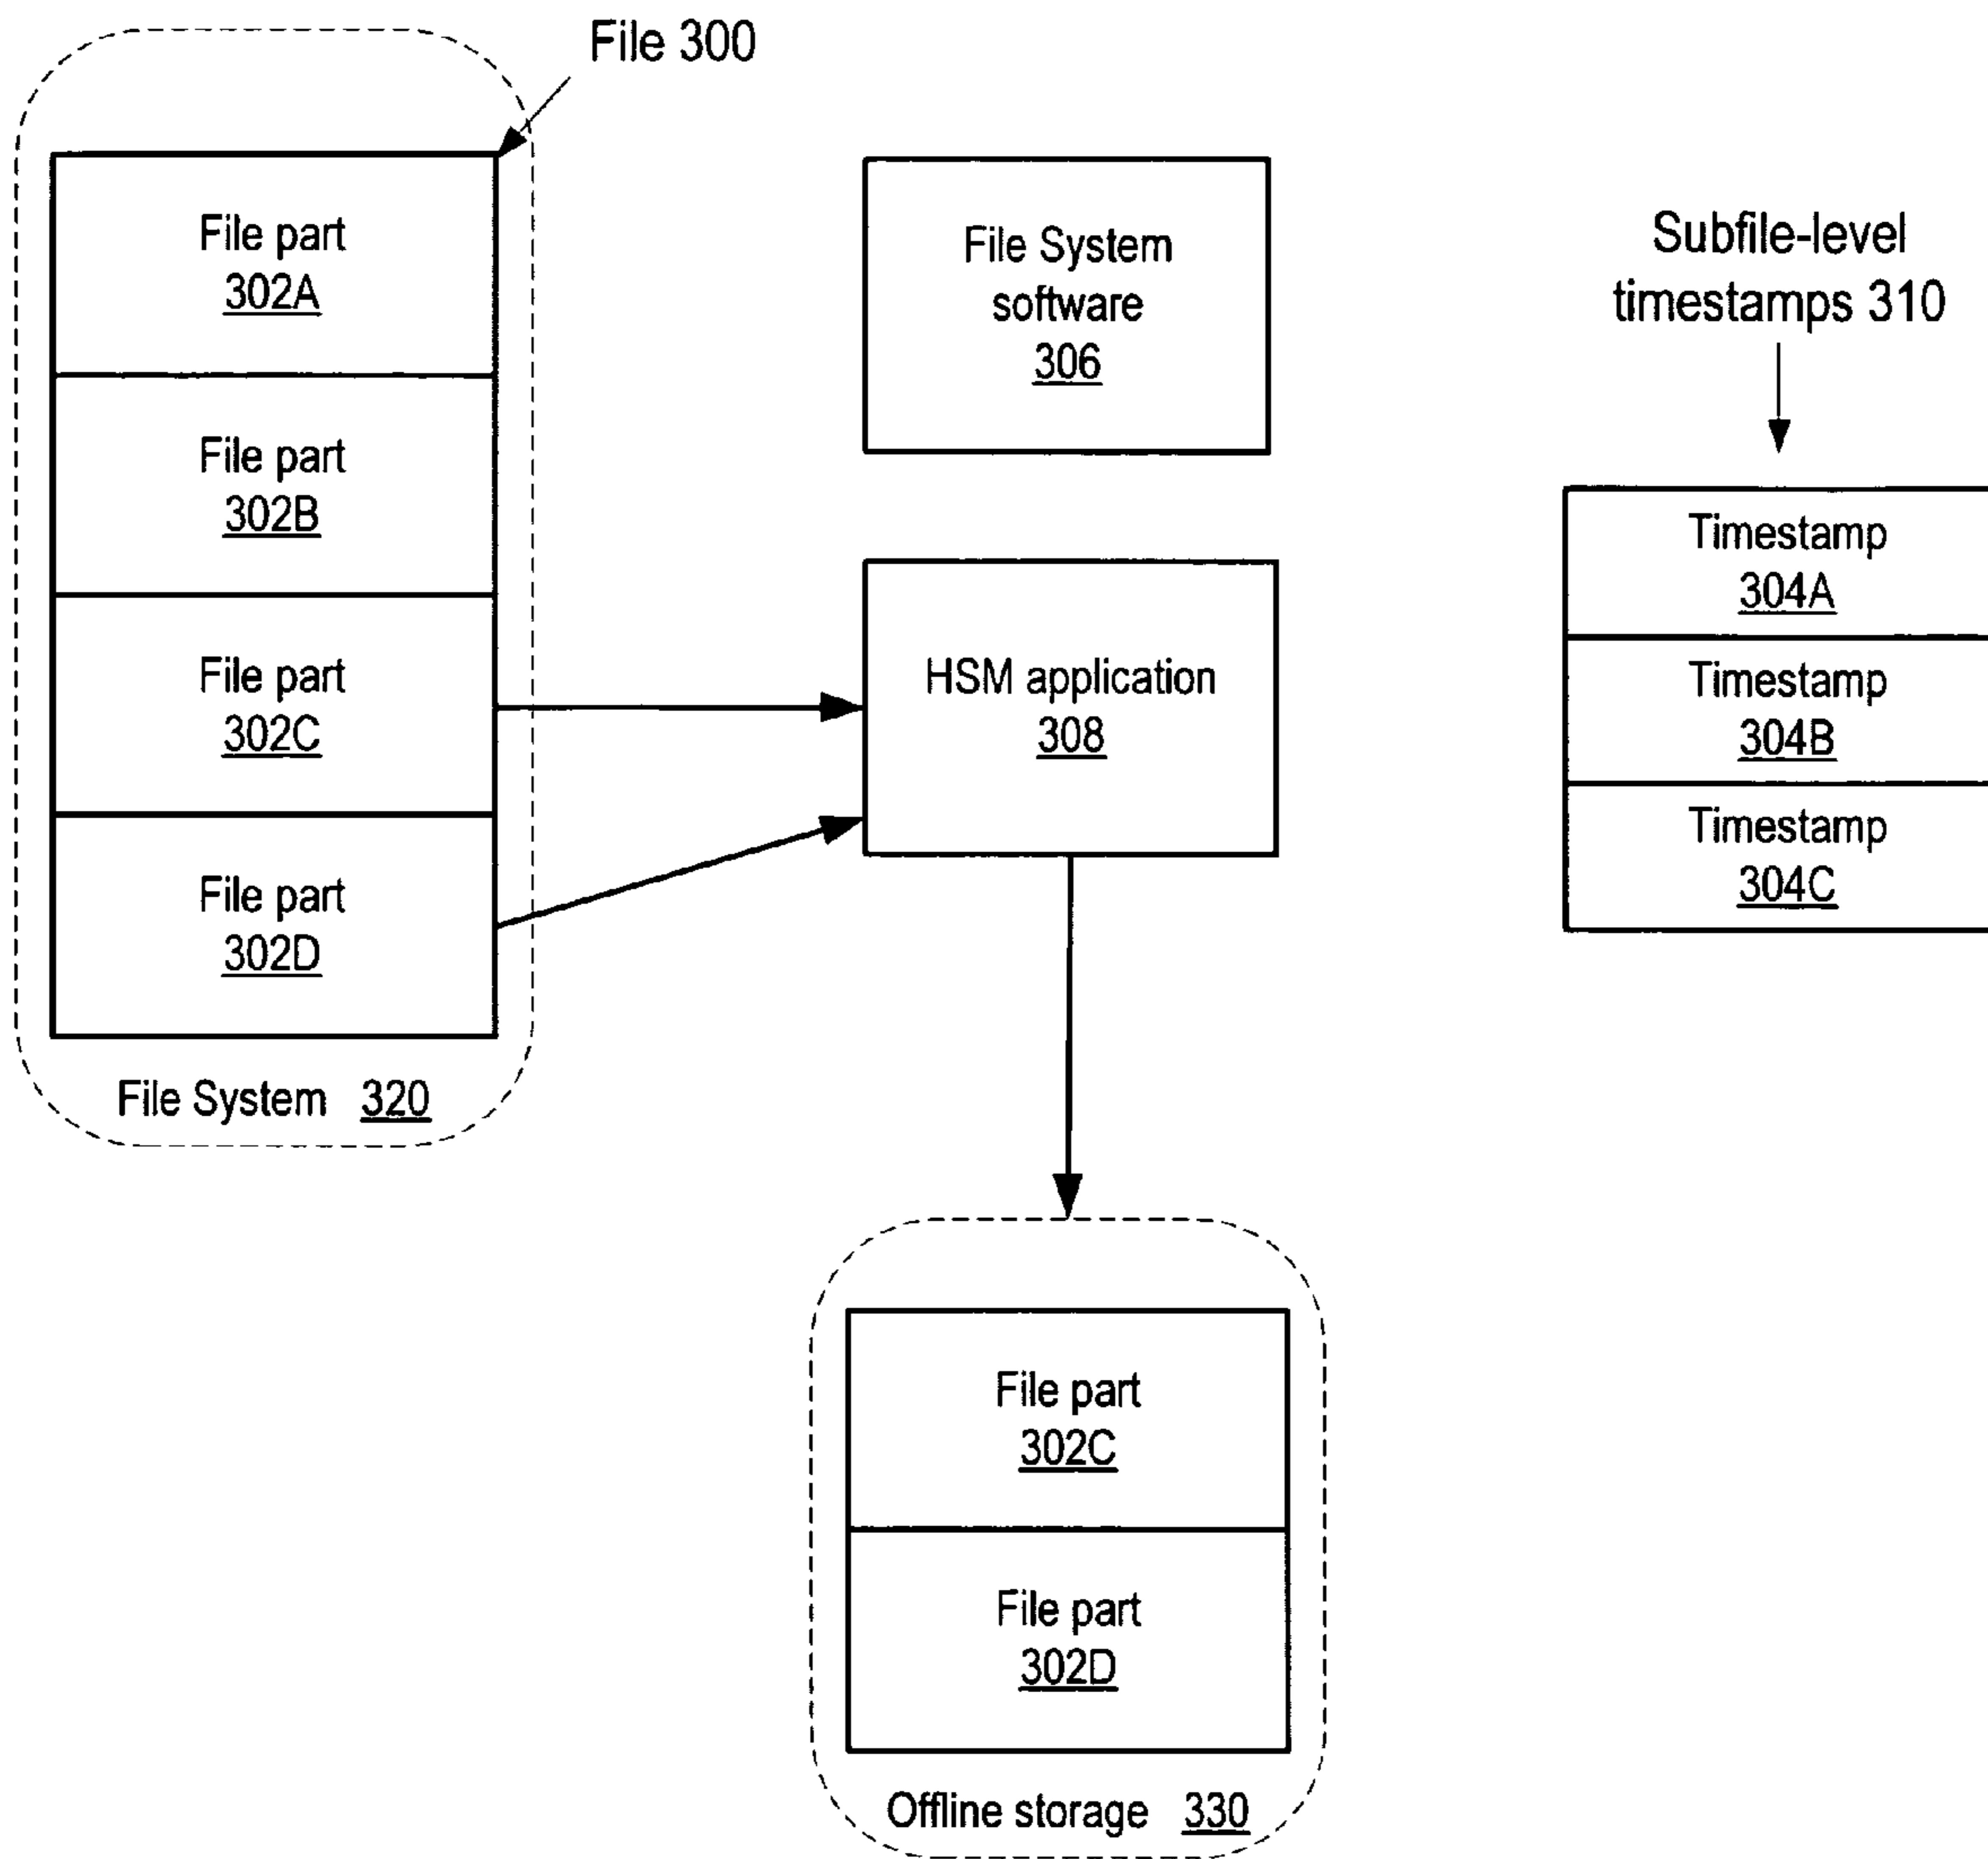 File 300
File part
302A
File part
302B
File part
302C
File part
302D
File System 320
File System
software
306
HSM application
308
Subfile-level
timestamps 310
Timestamp
304A
Timestamp
304B
Timestamp
304C
File part
302C
File part
302D
Offline storage 330